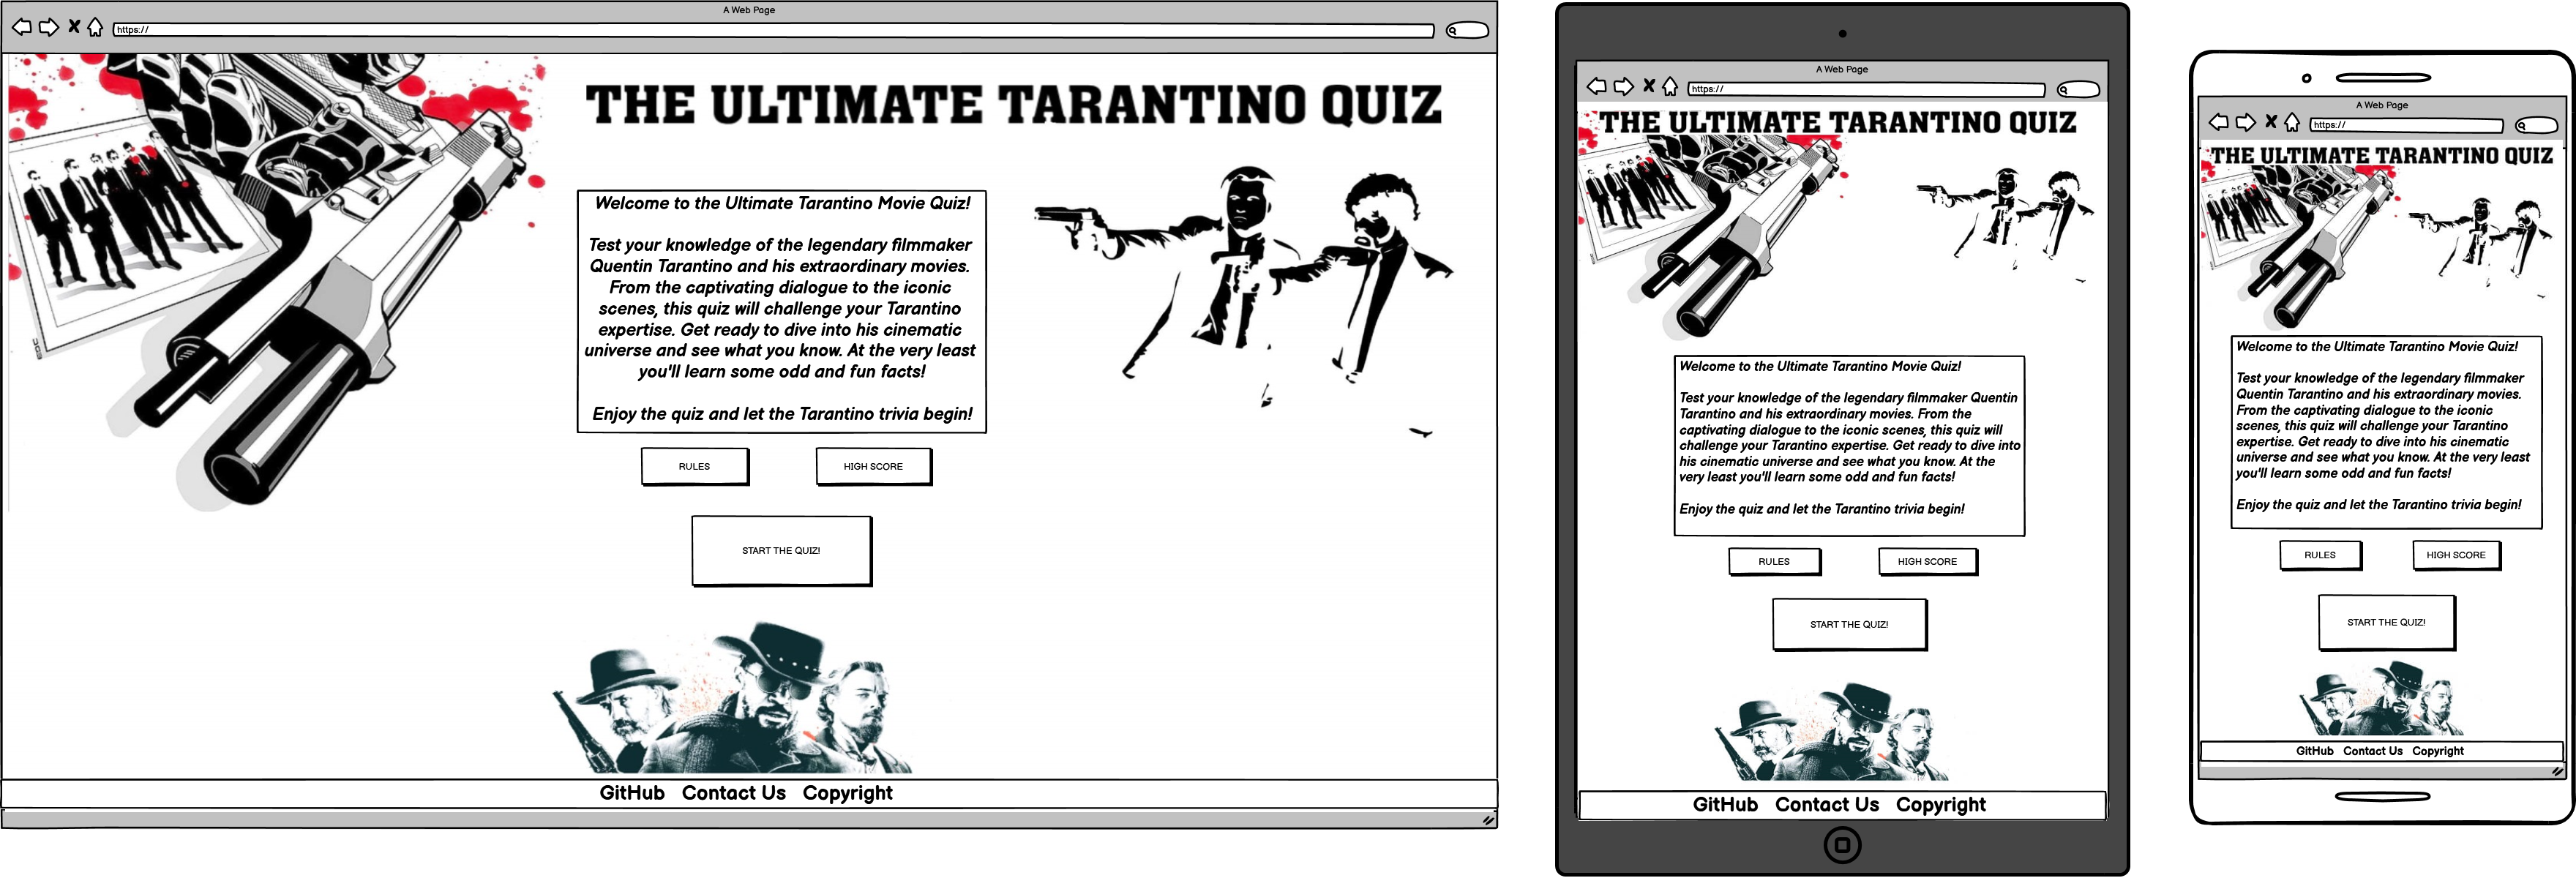 A Web Page
https://
THE ULTIMATE TARANTINO QUIZ
Welcome to the Ultimate Tarantino Movie Quiz!
Test your knowledge of the legendary filmmaker
Quentin Tarantino and his extraordinary movies.
From the captivating dialogue to the iconic
scenes, this quiz will challenge your Tarantino
expertise. Get ready to dive into his cinematic
universe and see what you know. At the very least
you'll learn some odd and fun facts!
Enjoy the quiz and let the Tarantino trivia begin!
RULES
HIGH SCORE
START THE QUIZ!
GitHub Contact Us Copyright
A Web Page
https://
THE ULTIMATE TARANTINO QUIZ
Welcome to the Ultimate Tarantino Movie Quiz!
Test your knowledge of the legendary filmmaker Quentin
Tarantino and his extraordinary movies. From the
captivating dialogue to the iconic scenes, this quiz will
challenge your Tarantino expertise. Get ready to dive into
his cinematic universe and see what you know. At the
very least you'll learn some odd and fun facts!
Enjoy the quiz and let the Tarantino trivia begin!
RULES
HIGH SCORE
START THE QUIZ!
GitHub Contact Us Copyright
A Web Page
https://
THE ULTIMATE TARANTINO QUIZ
Welcome to the Ultimate Tarantino Movie Quiz!
Test your knowledge of the legendary filmmaker
Quentin Tarantino and his extraordinary movies.
From the captivating dialogue to the iconic
scenes, this quiz will challenge your Tarantino
expertise. Get ready to dive into his cinematic
universe and see what you know. At the very least
you'll learn some odd and fun facts!
Enjoy the quiz and let the Tarantino trivia begin!
RULES
HIGH SCORE
START THE QUIZ!
GitHub Contact Us Copyright